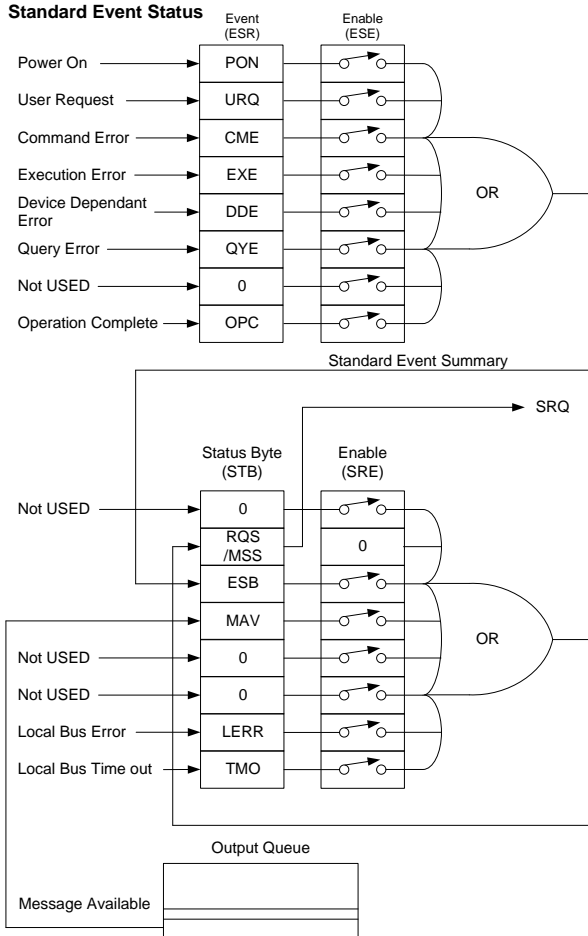 Standard Event Status
Event
(ESR)
Enable
(ESE)
Power On
PON
User Request
URQ
Command Error
CME
Execution Error
EXE
Device Dependant
Error
DDE
Query Error
QYE
Not USED
0
Operation Complete
OPC
OR
Standard Event Summary
SRQ
Status Byte
(STB)
Enable
(SRE)
Not USED
0
RQS
/MSS
0
ESB
MAV
Not USED
0
Not USED
0
Local Bus Error
LERR
Local Bus Time out
TMO
OR
Output Queue
Message Available